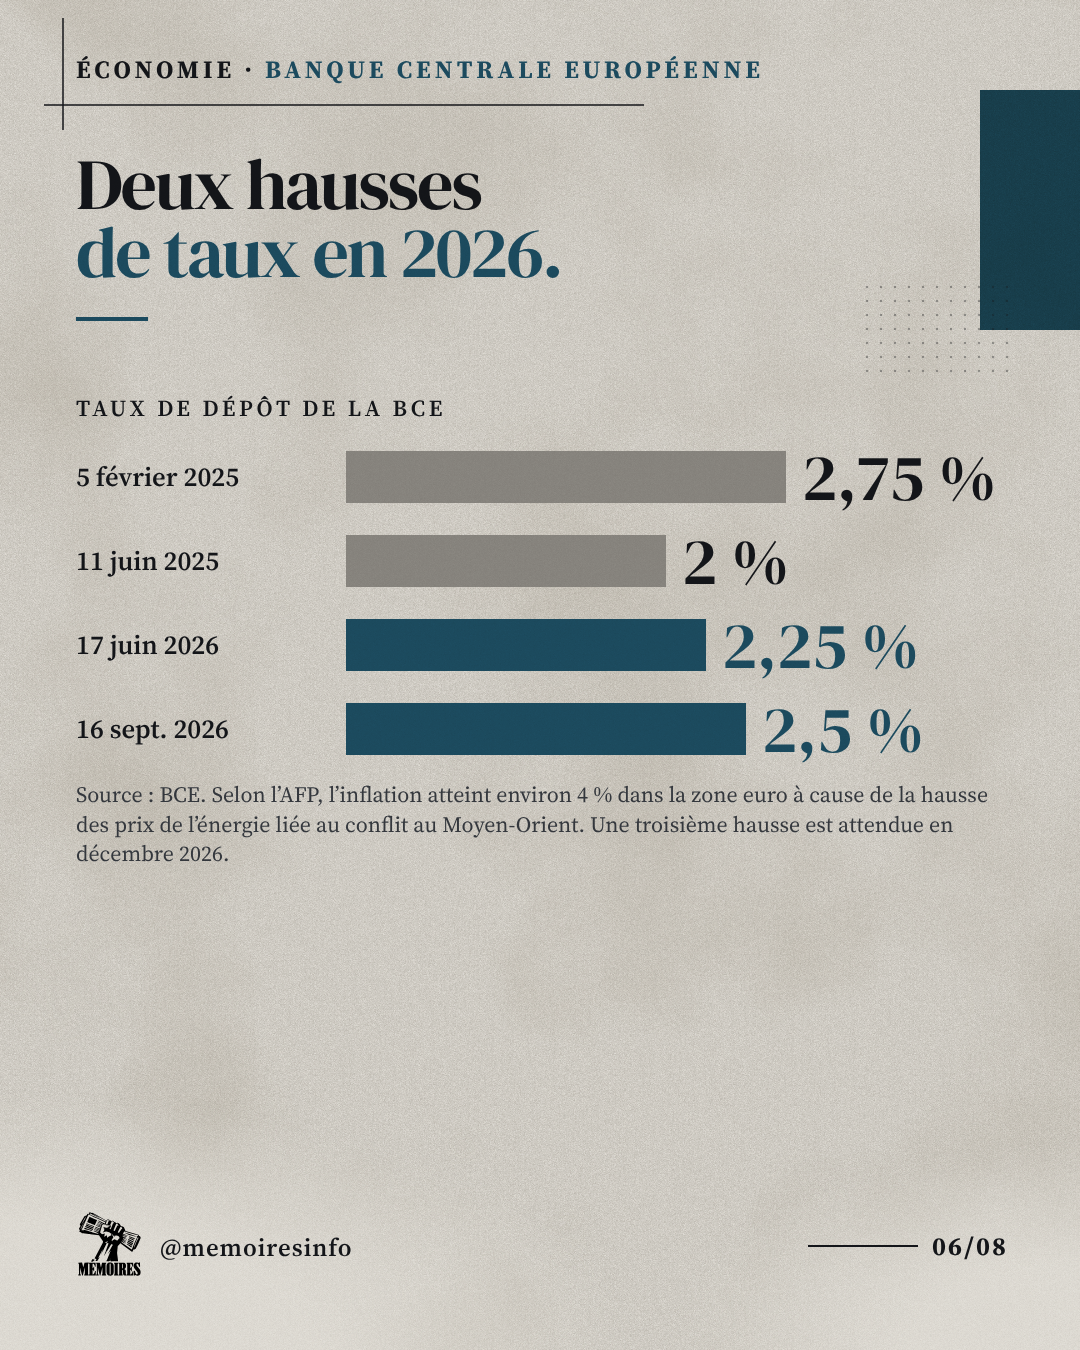 ÉCONOMIE · BANQUE CENTRALE EUROPÉENNE
Deux hausses
de taux en 2026.
TAUX DE DÉPÔT DE LA BCE
5 février 2025 2,75 %
11 juin 2025 2 %
17 juin 2026 2,25 %
16 sept. 2026 2,5 %
Source : BCE. Selon l’AFP, l’inflation atteint environ 4 % dans la zone euro à cause de la hausse
des prix de l’énergie liée au conflit au Moyen-Orient. Une troisième hausse est attendue en
décembre 2026.
MÉMOIRES
@memoiresinfo
06/08